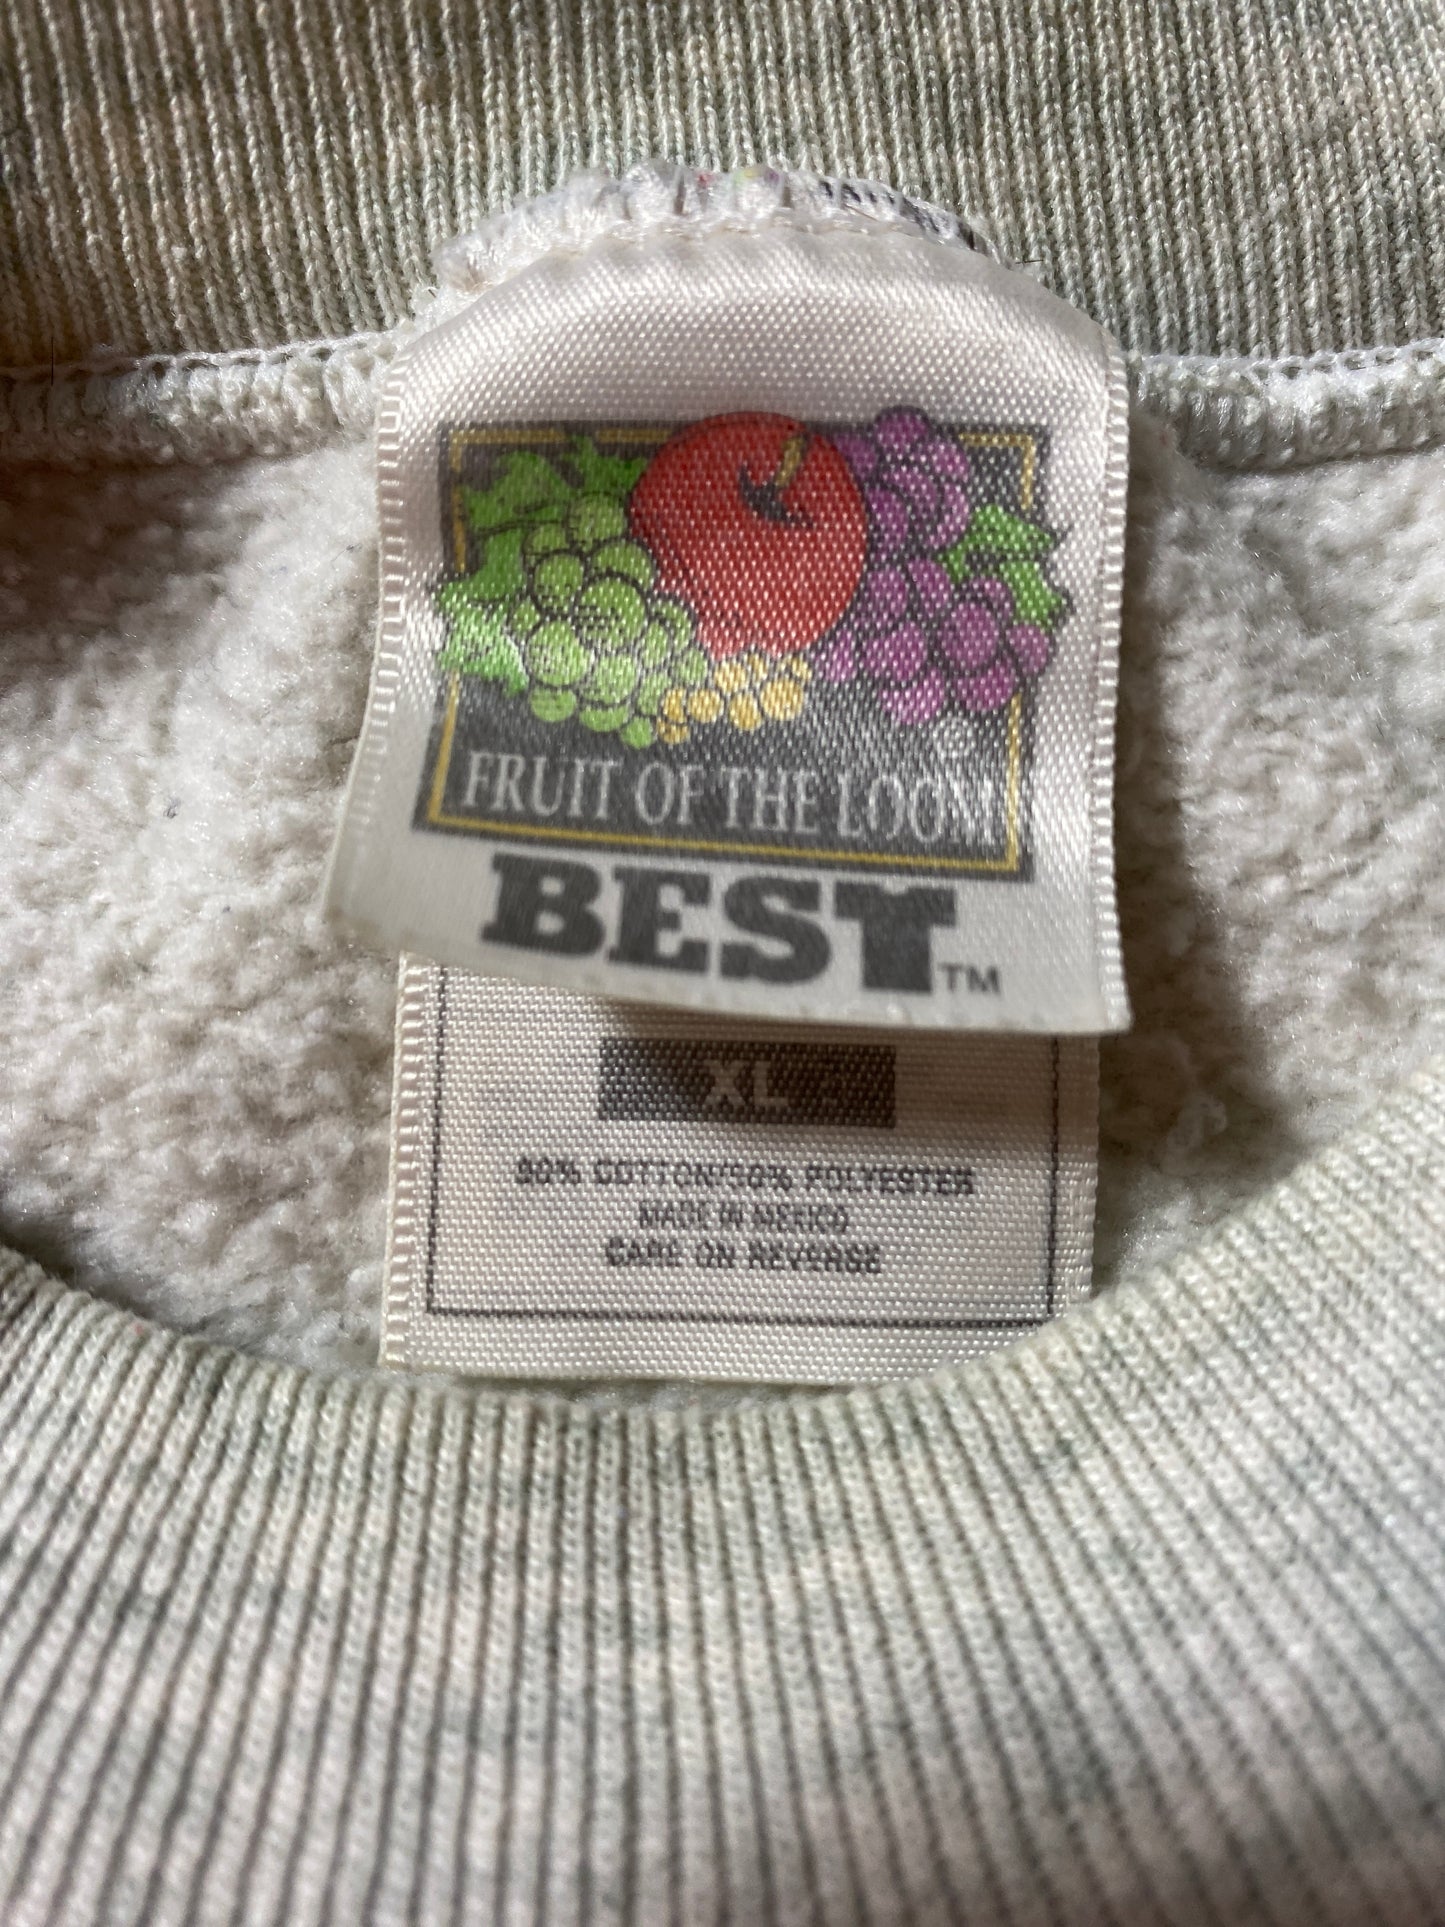 ®
FRUIT OF THE LOOM
BEST™
XL
50% COTTON/50% POLYESTER
MADE IN MEXICO
CARE ON REVERSE